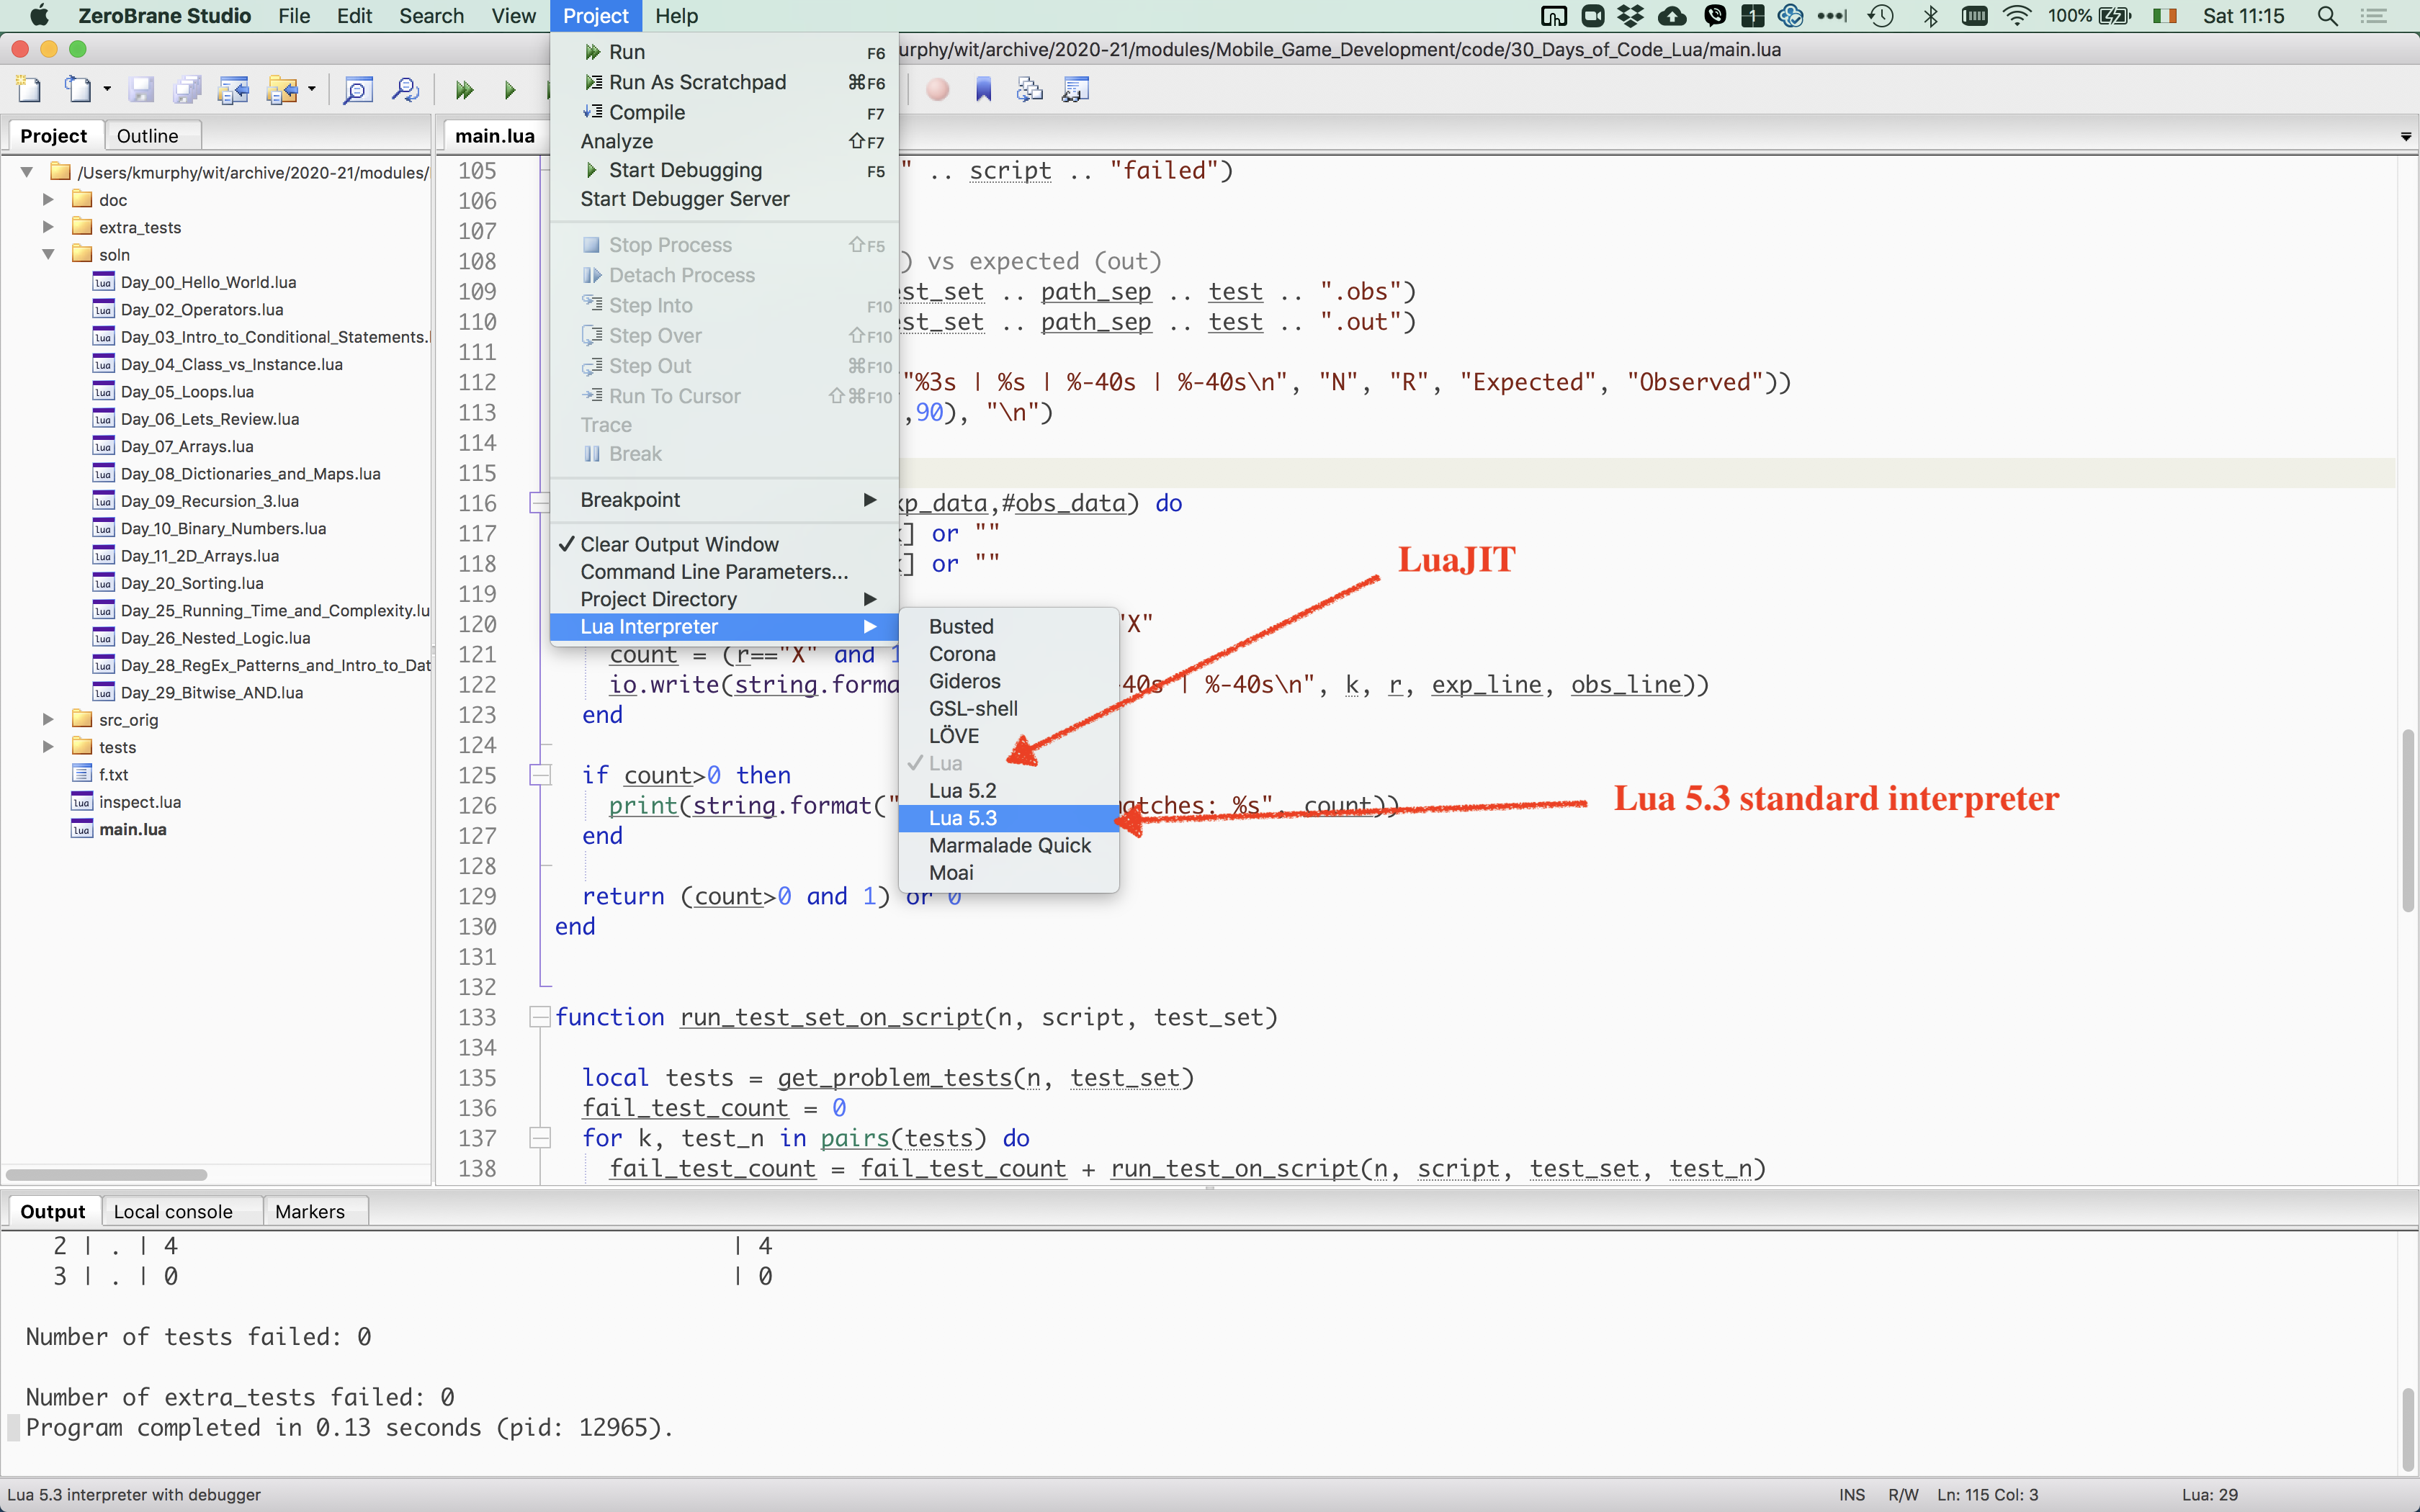 ZeroBrane Studio File Edit Search View Project Help 100% Sat 11:15
urphy/wit/archive/2020-21/modules/Mobile_Game_Development/code/30_Days_of_Code_Lua/main.lua
Run F6
Run As Scratchpad ⌘F6
Compile F7
Analyze ⇧F7
Start Debugging F5
Start Debugger Server
Stop Process ⇧F5
Detach Process
Step Into F10
Step Over ⇧F10
Step Out ⌘F10
Run To Cursor ⇧⌘F10
Trace
Break
Breakpoint
Clear Output Window
Command Line Parameters...
Project Directory
Lua Interpreter
Busted
Corona
Gideros
GSL-shell
LÖVE
Lua
Lua 5.2
Lua 5.3
Marmalade Quick
Moai
LuaJIT
Lua 5.3 standard interpreter
Project Outline
/Users/kmurphy/wit/archive/2020-21/modules/
doc
extra_tests
soln
Day_00_Hello_World.lua
Day_02_Operators.lua
Day_03_Intro_to_Conditional_Statements.
Day_04_Class_vs_Instance.lua
Day_05_Loops.lua
Day_06_Lets_Review.lua
Day_07_Arrays.lua
Day_08_Dictionaries_and_Maps.lua
Day_09_Recursion_3.lua
Day_10_Binary_Numbers.lua
Day_11_2D_Arrays.lua
Day_20_Sorting.lua
Day_25_Running_Time_and_Complexity.lu
Day_26_Nested_Logic.lua
Day_28_RegEx_Patterns_and_Intro_to_Dat
Day_29_Bitwise_AND.lua
src_orig
tests
f.txt
inspect.lua
main.lua
main.lua
105 " .. script .. "failed")
106
107
108 ) vs expected (out)
109 st_set .. path_sep .. test .. ".obs")
110 st_set .. path_sep .. test .. ".out")
111
112 "%3s | %s | %-40s | %-40s\n", "N", "R", "Expected", "Observed"))
113 ,90), "\n")
114
115
116 xp_data,#obs_data) do
117 ] or ""
118 ] or ""
119
120 "X"
121 count = (r=="X" and 1
122 io.write(string.forma -40s | %-40s\n", k, r, exp_line, obs_line))
123 end
124
125 if count>0 then
126 print(string.format(" atches: %s", count))
127 end
128
129 return (count>0 and 1) or 0
130 end
131
132
133 function run_test_set_on_script(n, script, test_set)
134
135 local tests = get_problem_tests(n, test_set)
136 fail_test_count = 0
137 for k, test_n in pairs(tests) do
138 fail_test_count = fail_test_count + run_test_on_script(n, script, test_set, test_n)
Output Local console Markers
2 | . | 4 | 4
3 | . | 0 | 0
Number of tests failed: 0
Number of extra_tests failed: 0
Program completed in 0.13 seconds (pid: 12965).
Lua 5.3 interpreter with debugger INS R/W Ln: 115 Col: 3 Lua: 29